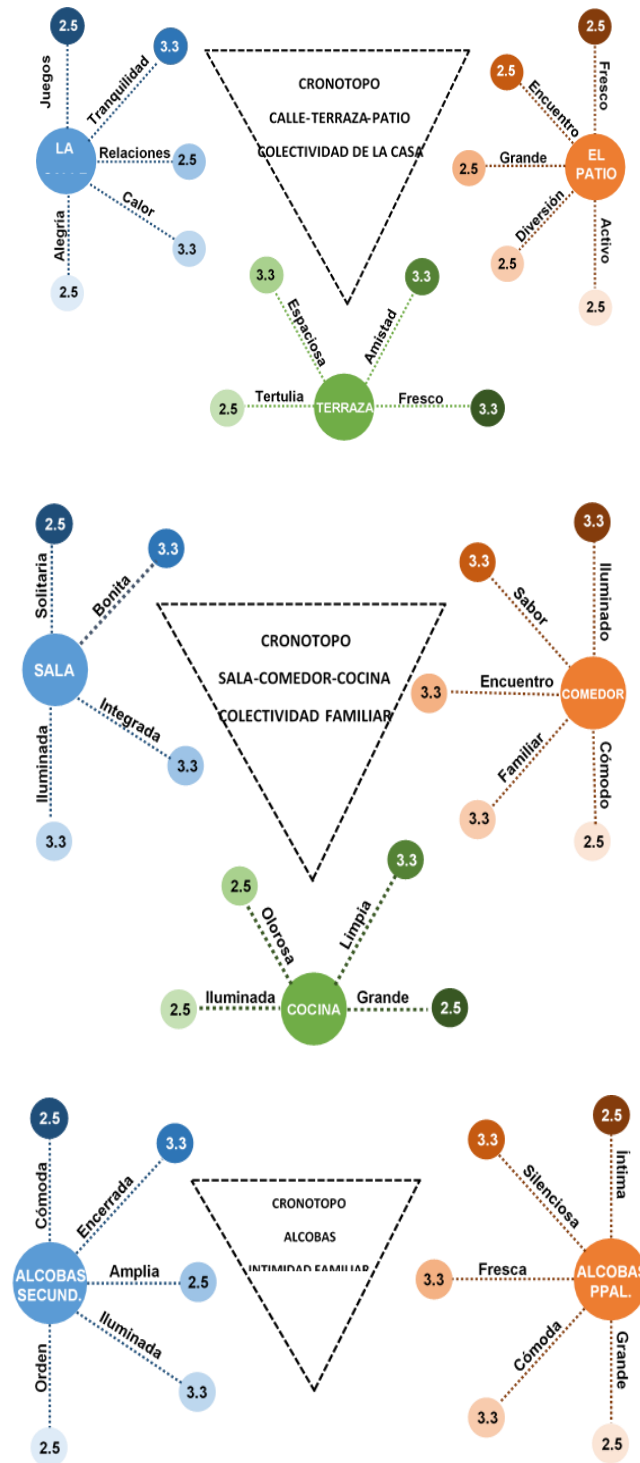 2.5
Juegos
3.3
Tranquilidad
LA
Relaciones
2.5
Calor
3.3
Alegria
2.5
CRONOTOPO
CALLE-TERRAZA-PATIO
COLECTIVIDAD DE LA CASA
2.5
Fresco
2.5
Encuentro
2.5
Grande
EL
PATIO
Diversión
2.5
Activo
2.5
3.3
Espaciosa
3.3
Amistad
2.5
Tertulia
TERRAZA
Fresco
3.3
2.5
Solitaria
3.3
Bonita
SALA
Integrada
3.3
Iluminada
3.3
CRONOTOPO
SALA-COMEDOR-COCINA
COLECTIVIDAD FAMILIAR
3.3
Iluminado
3.3
Sabor
3.3
Encuentro
COMEDOR
Familiar
3.3
Cómodo
2.5
2.5
Olorosa
3.3
Limpia
2.5
Iluminada
COCINA
Grande
2.5
2.5
Cómoda
3.3
Encerrada
ALCOBAS
SECUND.
Amplia
2.5
Iluminada
3.3
Orden
2.5
CRONOTOPO
ALCOBAS
INTIMIDAD FAMILIAR
2.5
Íntima
3.3
Silenciosa
3.3
Fresca
ALCOBAS
PPAL.
Cómoda
3.3
Grande
2.5